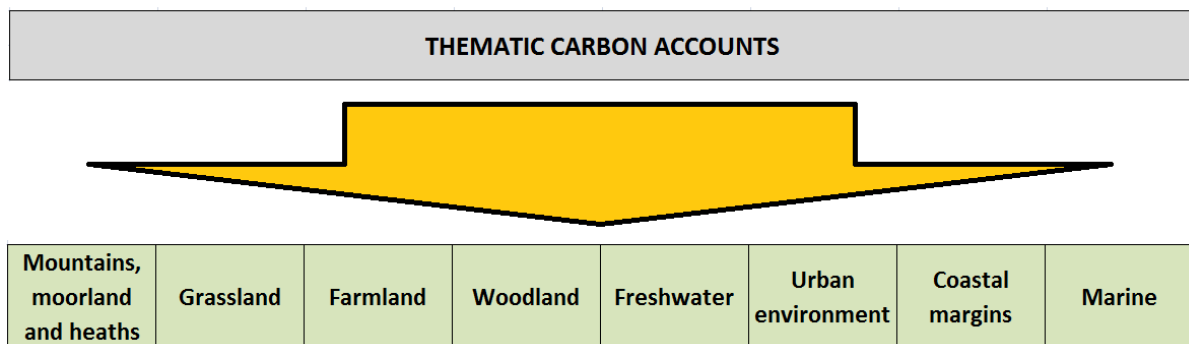 THEMATIC CARBON ACCOUNTS
Mountains,
moorland
and heaths
Grassland
Farmland
Woodland
Freshwater
Urban
environment
Coastal
margins
Marine